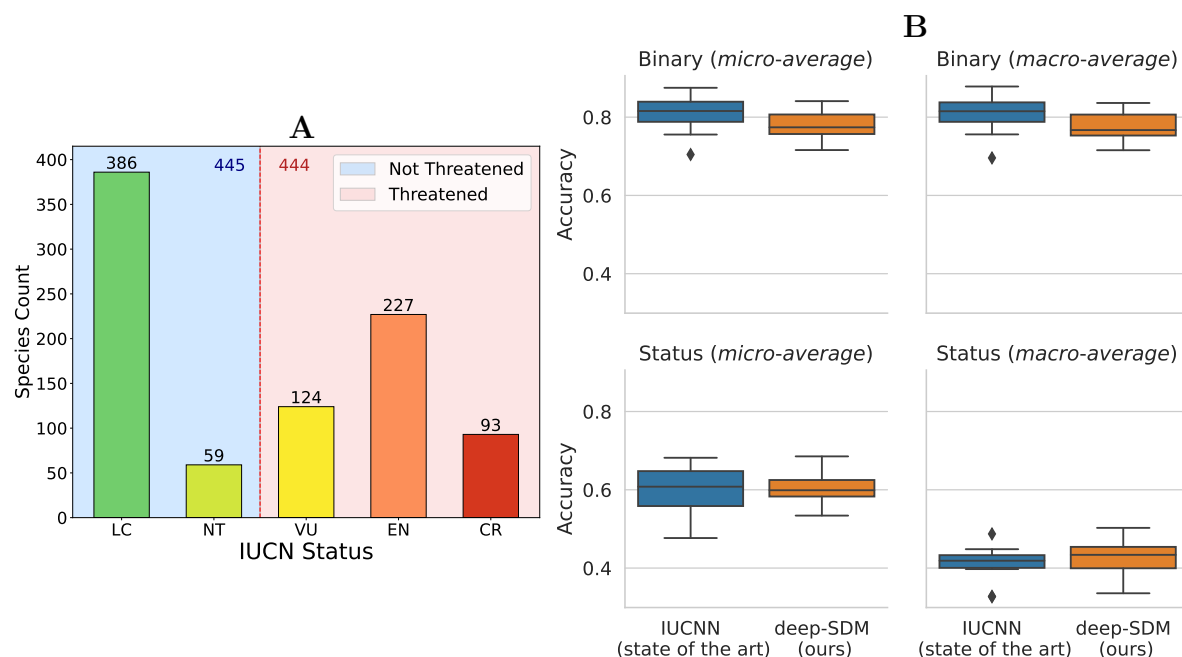 A
400
350
300
250
200
150
100
50
0
Species Count
386
59
124
227
93
445
444
Not Threatened
Threatened
LC
NT
VU
EN
CR
IUCN Status
B
Binary (micro-average)
Binary (macro-average)
0.8
0.6
0.4
Accuracy
Status (micro-average)
Status (macro-average)
0.8
0.6
0.4
Accuracy
IUCNN
(state of the art)
deep-SDM
(ours)
IUCNN
(state of the art)
deep-SDM
(ours)